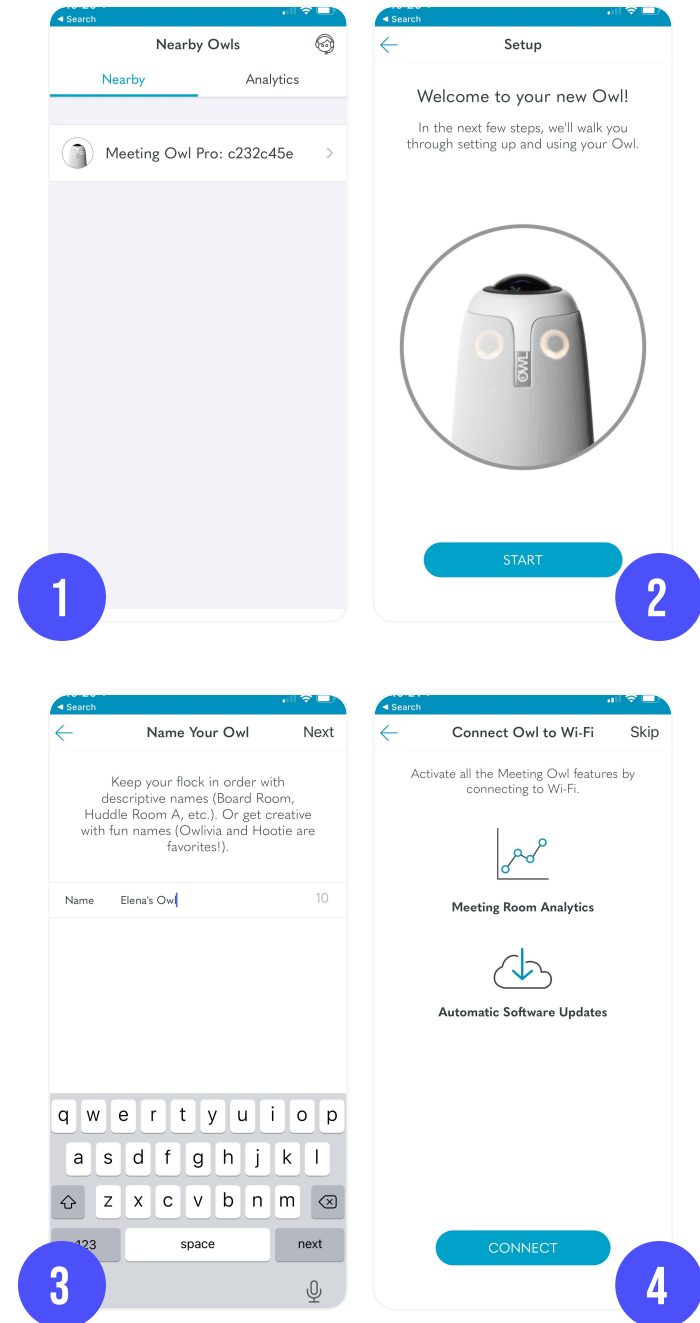 ◂ Search
Nearby Owls
Nearby
Analytics
Meeting Owl Pro: c232c45e
1
◂ Search
Setup
Welcome to your new Owl!
In the next few steps, we'll walk you
through setting up and using your Owl.
OWL
START
2
◂ Search
Name Your Owl
Next
Keep your flock in order with
descriptive names (Board Room,
Huddle Room A, etc.). Or get creative
with fun names (Owlivia and Hootie are
favorites!).
Name Elena's Owl 10
q w e r t y u i o p
a s d f g h j k l
z x c v b n m
123 space next
3
◂ Search
Connect Owl to Wi-Fi
Skip
Activate all the Meeting Owl features by
connecting to Wi-Fi.
Meeting Room Analytics
Automatic Software Updates
CONNECT
4